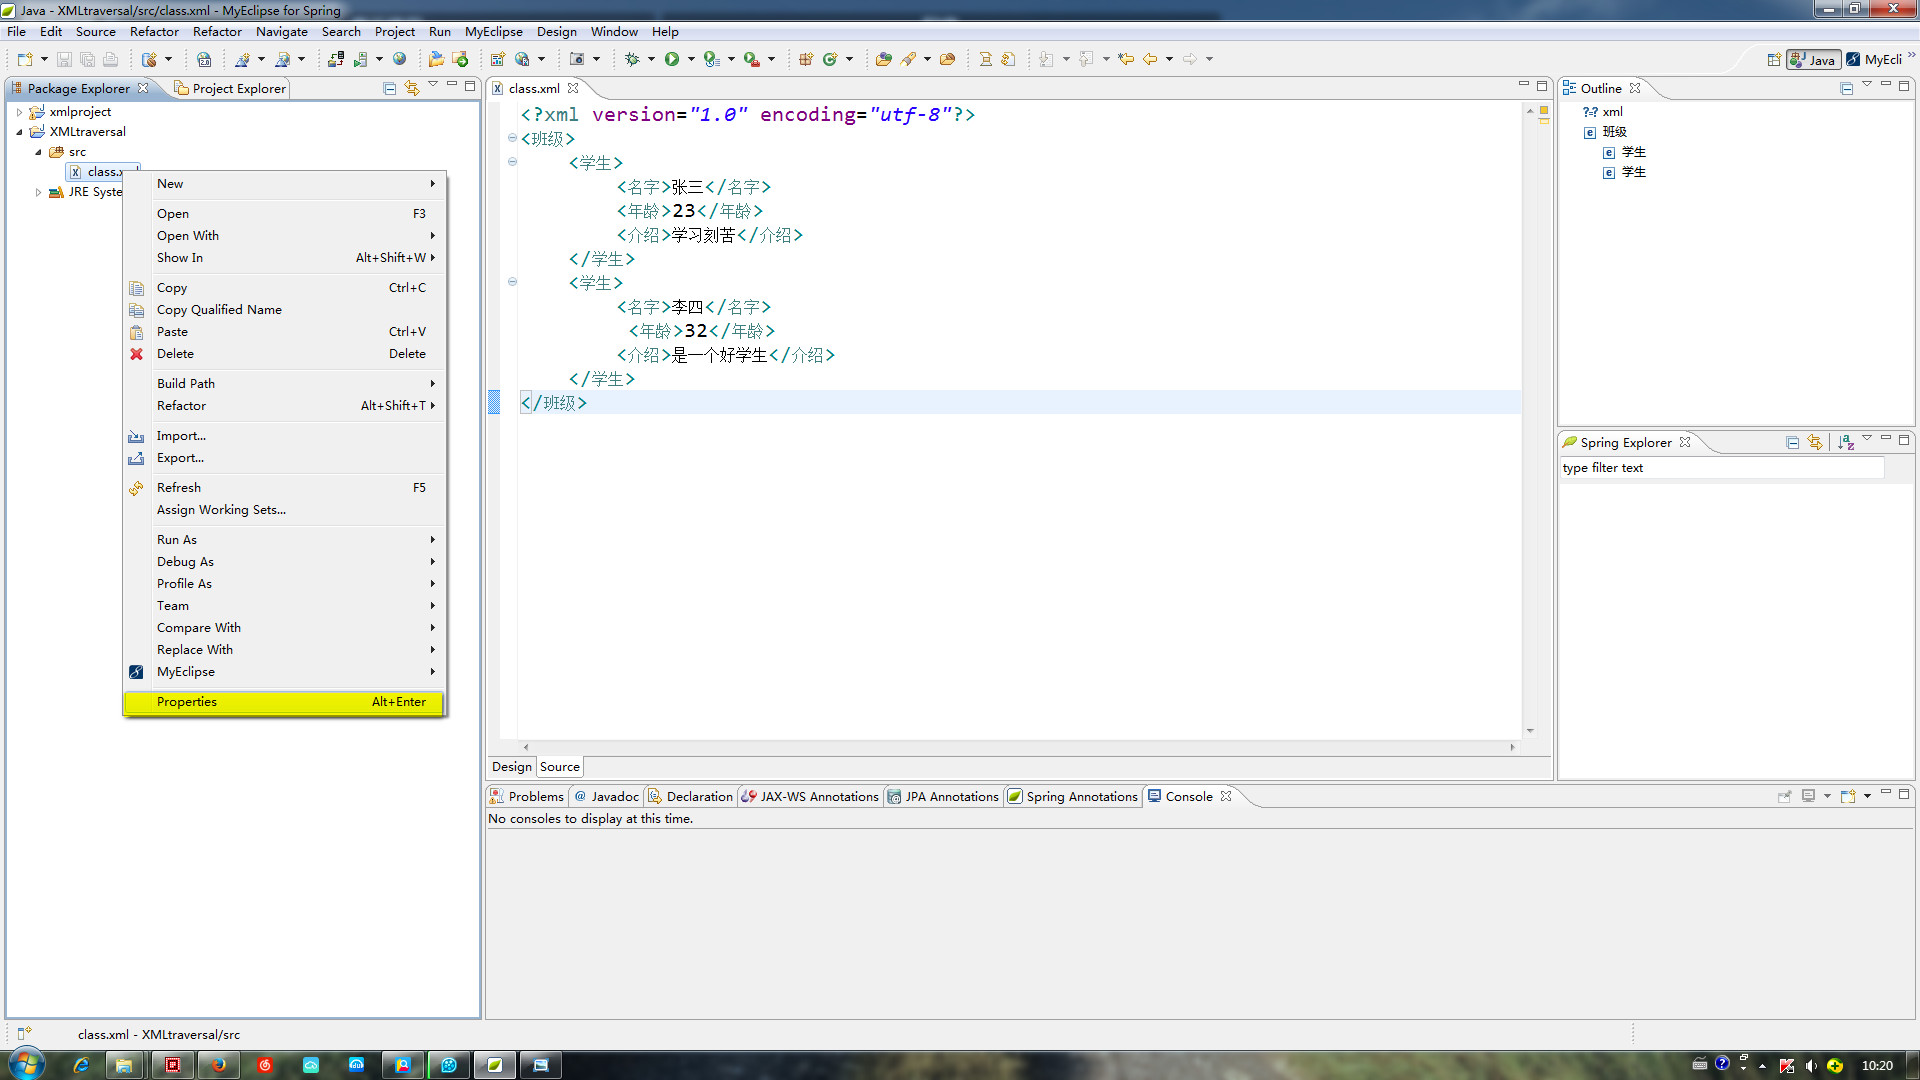 Java - XMLtraversal/src/class.xml - MyEclipse for Spring
File Edit Source Refactor Refactor Navigate Search Project Run MyEclipse Design Window Help
Java MyEcli
Package Explorer Project Explorer
xmlproject
XMLtraversal
src
class.x
JRE Syste
New
Open F3
Open With
Show In Alt+Shift+W
Copy Ctrl+C
Copy Qualified Name
Paste Ctrl+V
Delete Delete
Build Path
Refactor Alt+Shift+T
Import...
Export...
Refresh F5
Assign Working Sets...
Run As
Debug As
Profile As
Team
Compare With
Replace With
MyEclipse
Properties Alt+Enter
class.xml
<?xml version="1.0" encoding="utf-8"?>
<班级>
<学生>
<名字>张三</名字>
<年龄>23</年龄>
<介绍>学习刻苦</介绍>
</学生>
<学生>
<名字>李四</名字>
<年龄>32</年龄>
<介绍>是一个好学生</介绍>
</学生>
</班级>
Design Source
Outline
?-? xml
班级
学生
学生
Spring Explorer
type filter text
Problems @ Javadoc Declaration JAX-WS Annotations JPA Annotations Spring Annotations Console
No consoles to display at this time.
class.xml - XMLtraversal/src
10:20